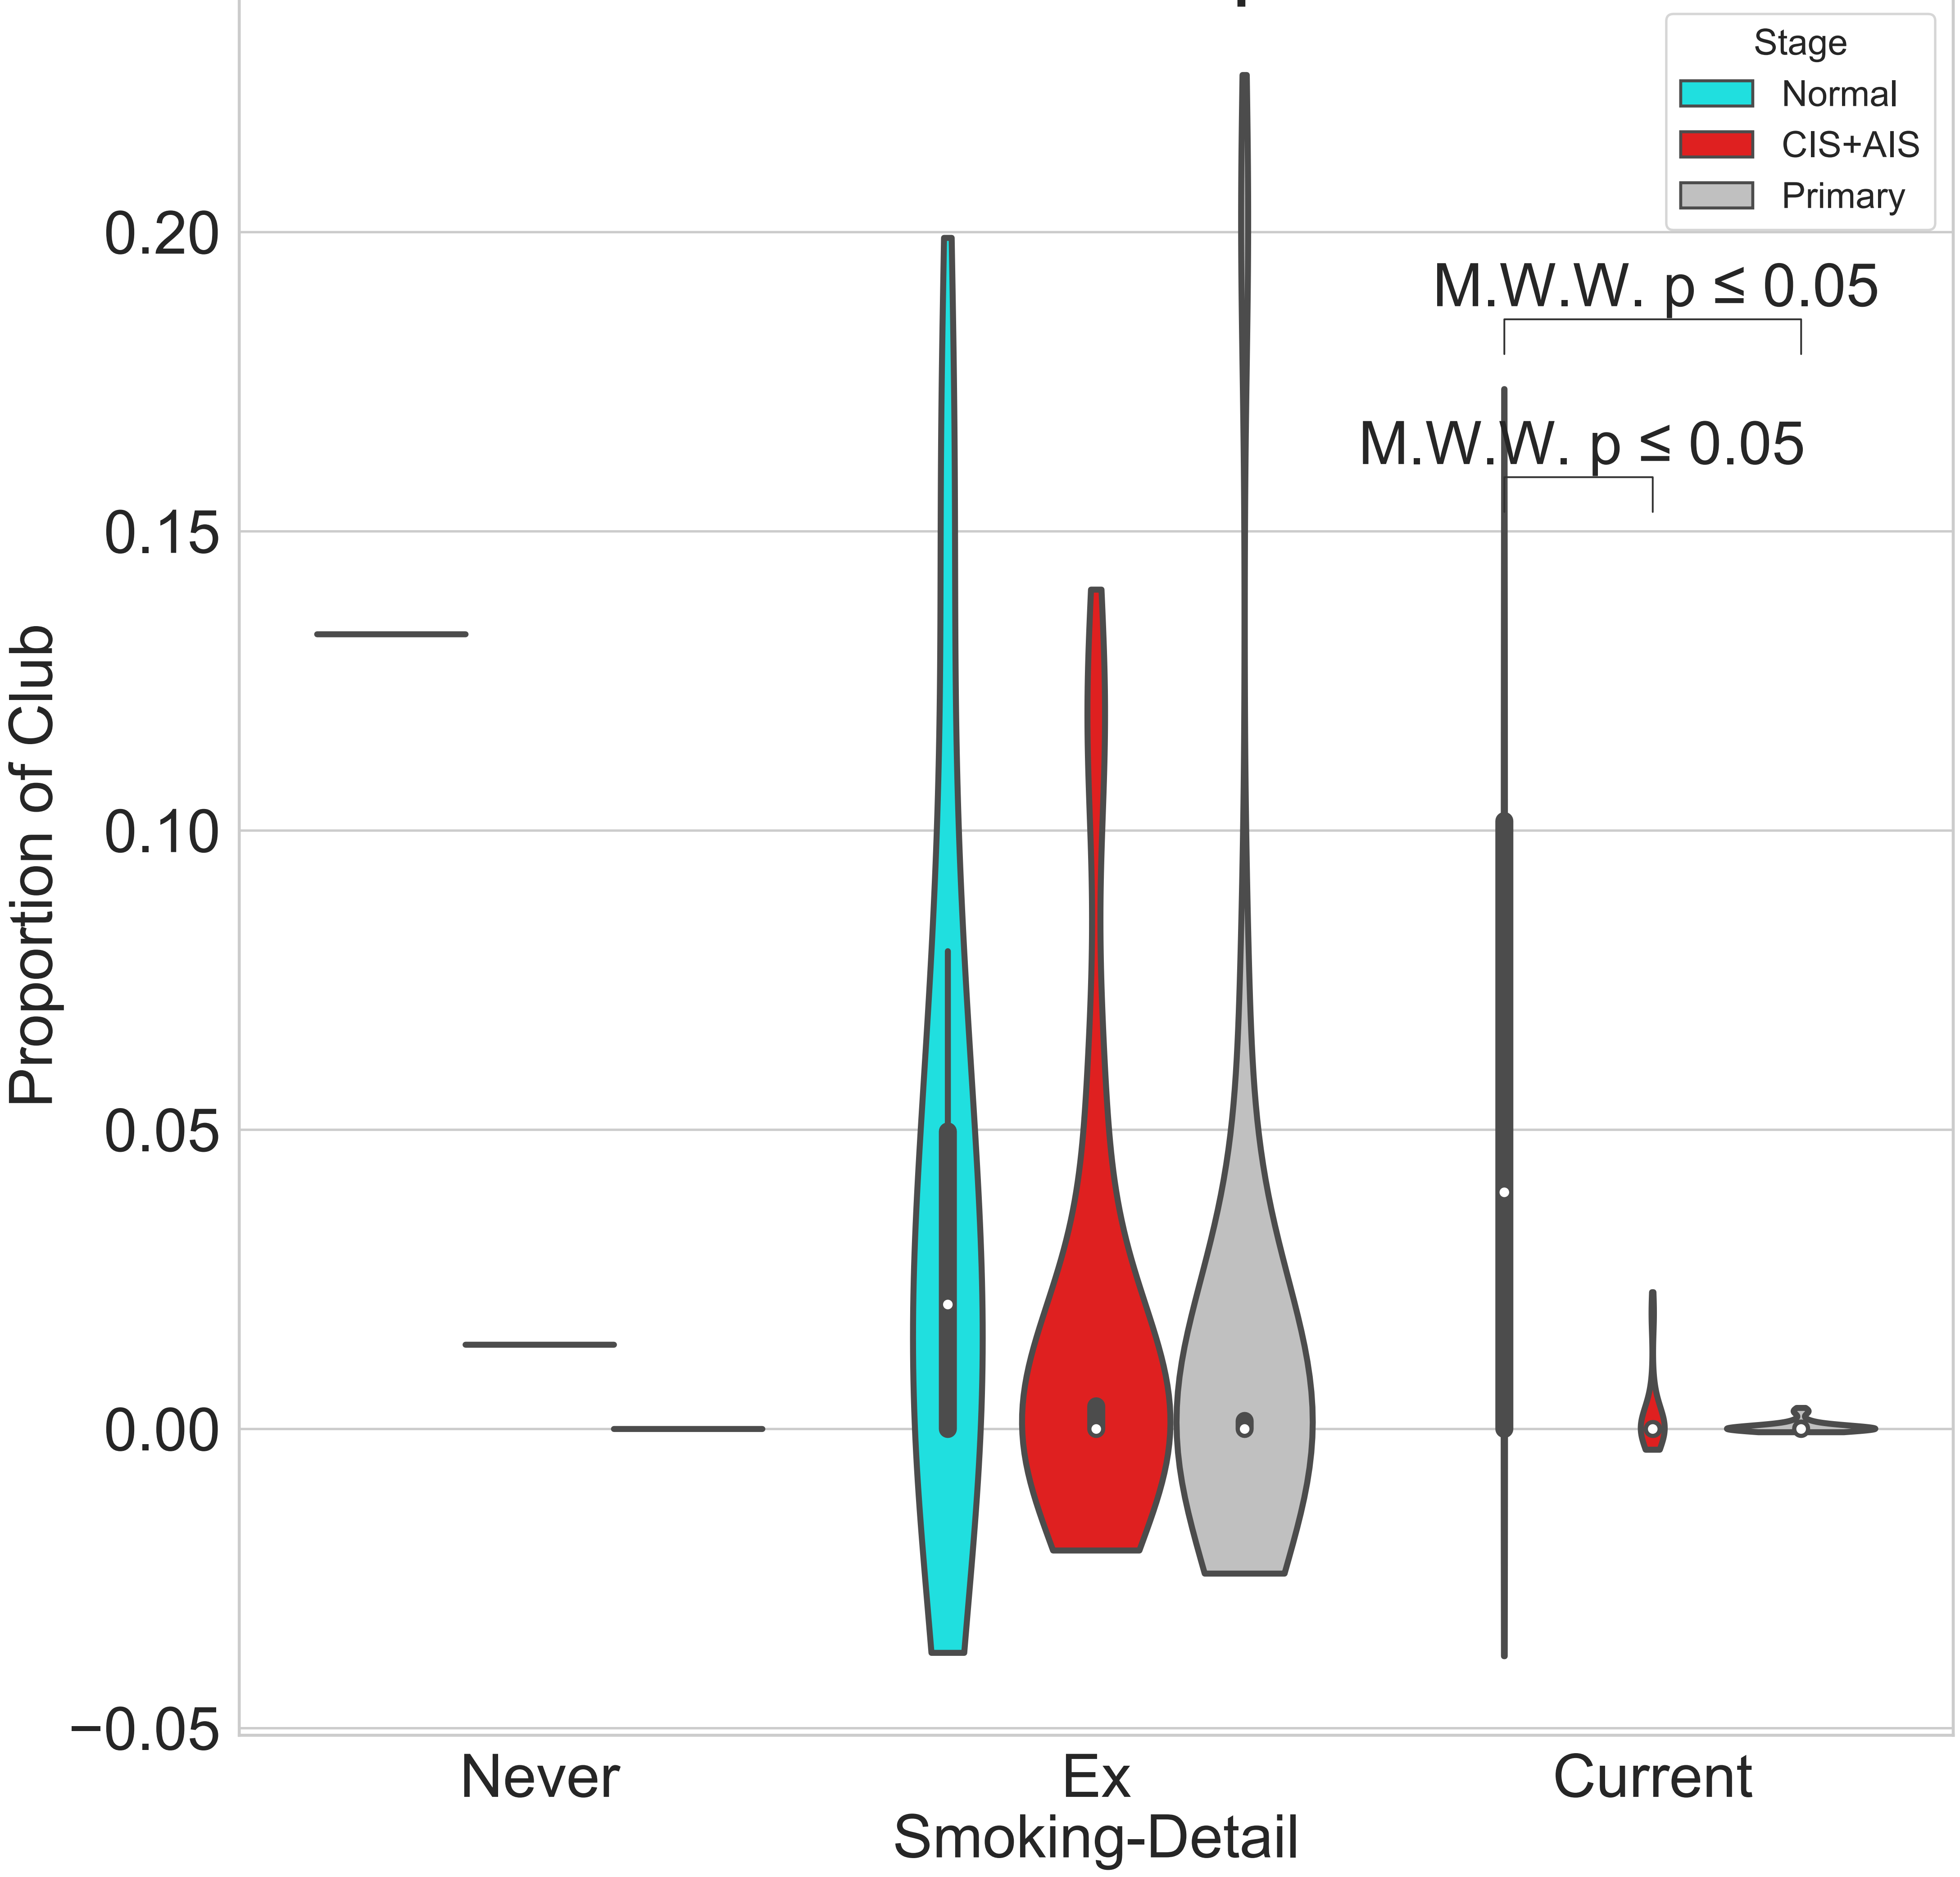 Stage
Normal
CIS+AIS
Primary
M.W.W. p ≤ 0.05
M.W.W. p ≤ 0.05
Proportion of Club
0.20
0.15
0.10
0.05
0.00
−0.05
Never
Ex
Current
Smoking-Detail